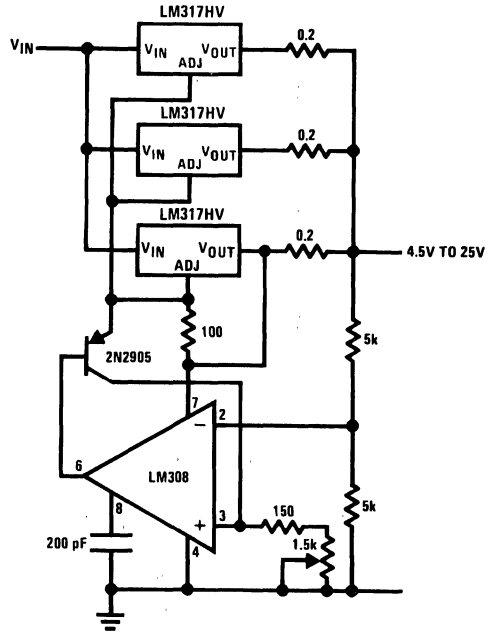 LM317HV
VIN
VIN VOUT
ADJ
0.2
LM317HV
VIN VOUT
ADJ
0.2
LM317HV
VIN VOUT
ADJ
0.2
4.5V TO 25V
100
5k
2N2905
7
2
6
LM308
−
8
5k
150
3
+
1.5k
200 pF
4